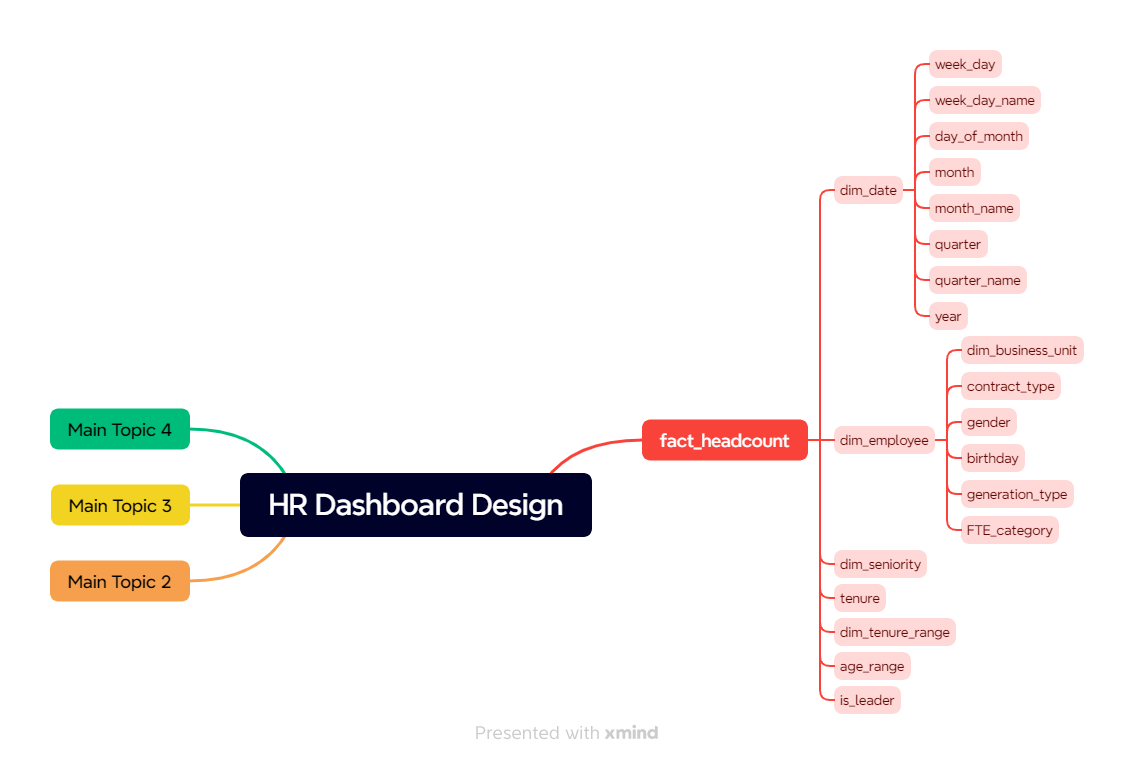 week_day
week_day_name
day_of_month
month
dim_date
month_name
quarter
quarter_name
year
dim_business_unit
contract_type
gender
Main Topic 4
fact_headcount
dim_employee
birthday
generation_type
HR Dashboard Design
Main Topic 3
FTE_category
dim_seniority
Main Topic 2
tenure
dim_tenure_range
age_range
is_leader
Presented with xmind